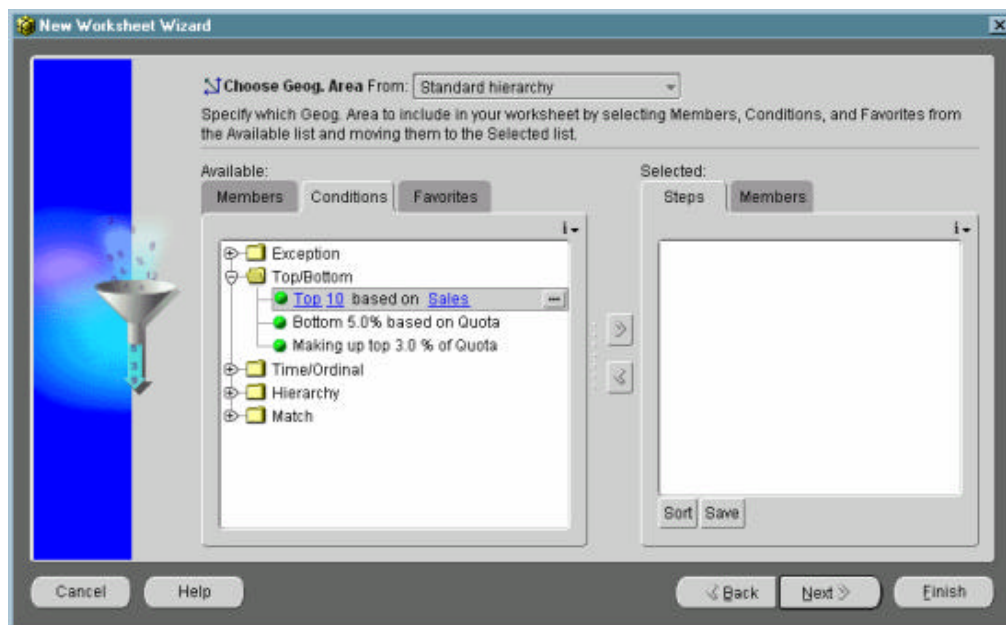 New Worksheet Wizard
Choose Geog. Area From: Standard hierarchy
Specify which Geog. Area to include in your worksheet by selecting Members, Conditions, and Favorites from
the Available list and moving them to the Selected list.
Available:
Selected:
Members Conditions Favorites
Steps Members
Exception
Top/Bottom
Top 10 based on Sales
Bottom 5.0% based on Quota
Making up top 3.0 % of Quota
Time/Ordinal
Hierarchy
Match
Sort Save
Cancel Help Back Next Finish